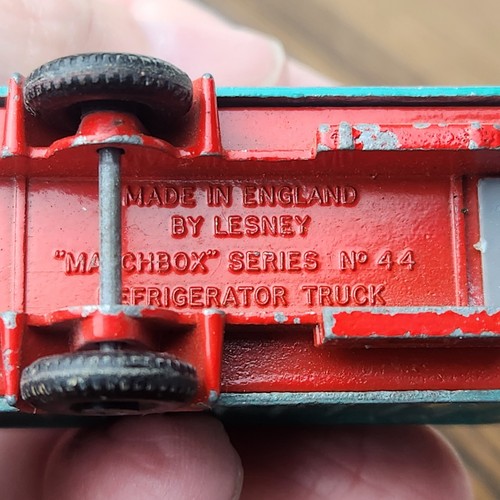 MADE IN ENGLAND
BY LESNEY
"MATCHBOX" SERIES Nº 44
REFRIGERATOR TRUCK